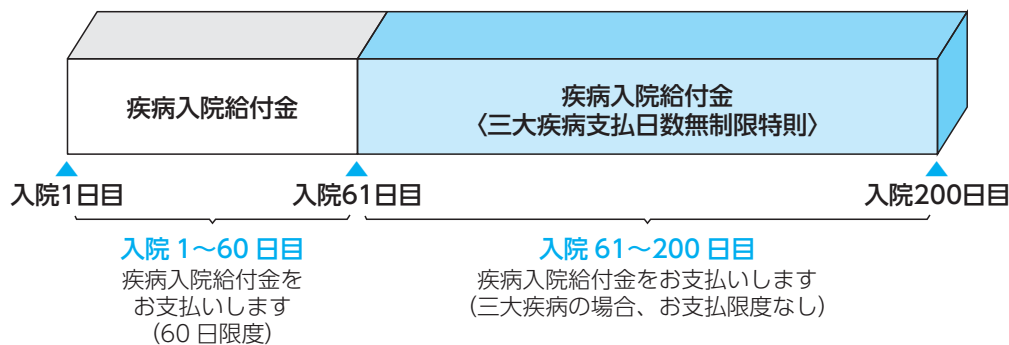 疾病入院給付金
疾病入院給付金
〈三大疾病支払日数無制限特則〉
入院1日目
入院61日目
入院200日目
入院 1～60 日目
疾病入院給付金を
お支払いします
（60 日限度）
入院 61～200 日目
疾病入院給付金をお支払いします
（三大疾病の場合、お支払限度なし）